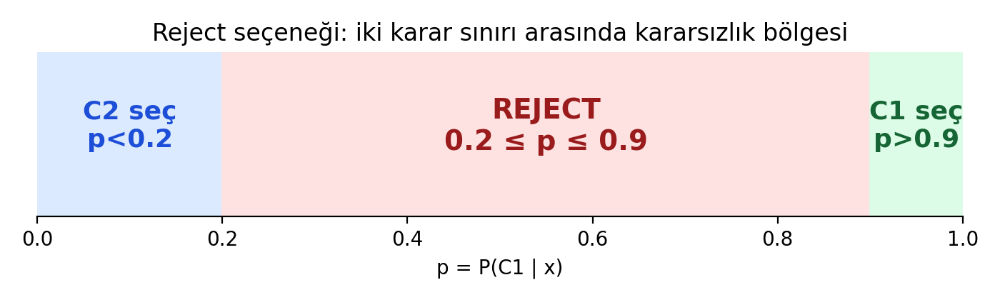 Reject seçeneği: iki karar sınırı arasında kararsızlık bölgesi
C2 seç
p<0.2
REJECT
0.2 ≤ p ≤ 0.9
C1 seç
p>0.9
0.0
0.2
0.4
0.6
0.8
1.0
p = P(C1 | x)